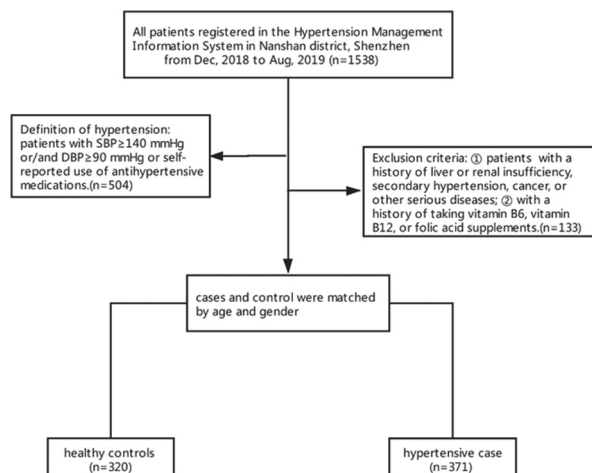 All patients registered in the Hypertension Management
Information System in Nanshan district, Shenzhen
from Dec, 2018 to Aug, 2019 (n=1538)
Definition of hypertension:
patients with SBP≥140 mmHg
or/and DBP≥90 mmHg or self-
reported use of antihypertensive
medications.(n=504)
Exclusion criteria: ① patients with a
history of liver or renal insufficiency,
secondary hypertension, cancer, or
other serious diseases; ② with a
history of taking vitamin B6, vitamin
B12, or folic acid supplements.(n=133)
cases and control were matched
by age and gender
healthy controls
(n=320)
hypertensive case
(n=371)